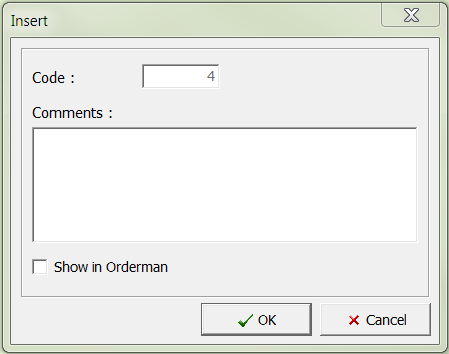 Insert
Code : 4
Comments :
Show in Orderman
OK Cancel